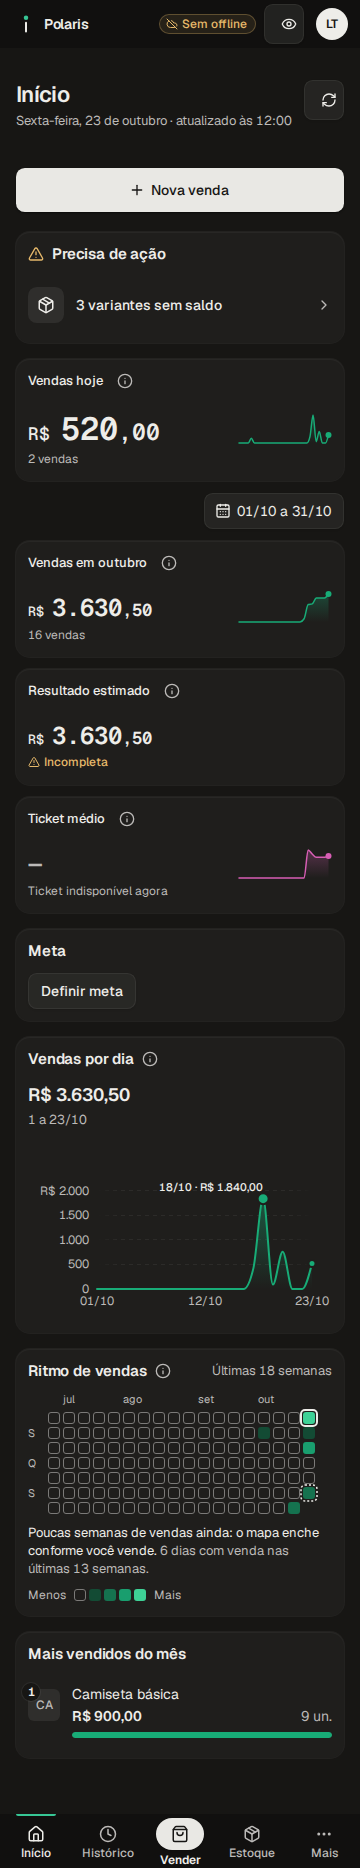 Polaris
Sem offline
LT
Início
Sexta-feira, 23 de outubro · atualizado às 12:00
Nova venda
Precisa de ação
3 variantes sem saldo
Vendas hoje
R$ 520,00
2 vendas
01/10 a 31/10
Vendas em outubro
R$ 3.630,50
16 vendas
Resultado estimado
R$ 3.630,50
Incompleta
Ticket médio
—
Ticket indisponível agora
Meta
Definir meta
Vendas por dia
R$ 3.630,50
1 a 23/10
18/10 · R$ 1.840,00
R$ 2.000
1.500
1.000
500
0
01/10 12/10 23/10
Ritmo de vendas Últimas 18 semanas
jul ago set out
S
Q
S
Poucas semanas de vendas ainda: o mapa enche
conforme você vende. 6 dias com venda nas
últimas 13 semanas.
Menos Mais
Mais vendidos do mês
1
CA
Camiseta básica
R$ 900,00 9 un.
Início Histórico Vender Estoque Mais